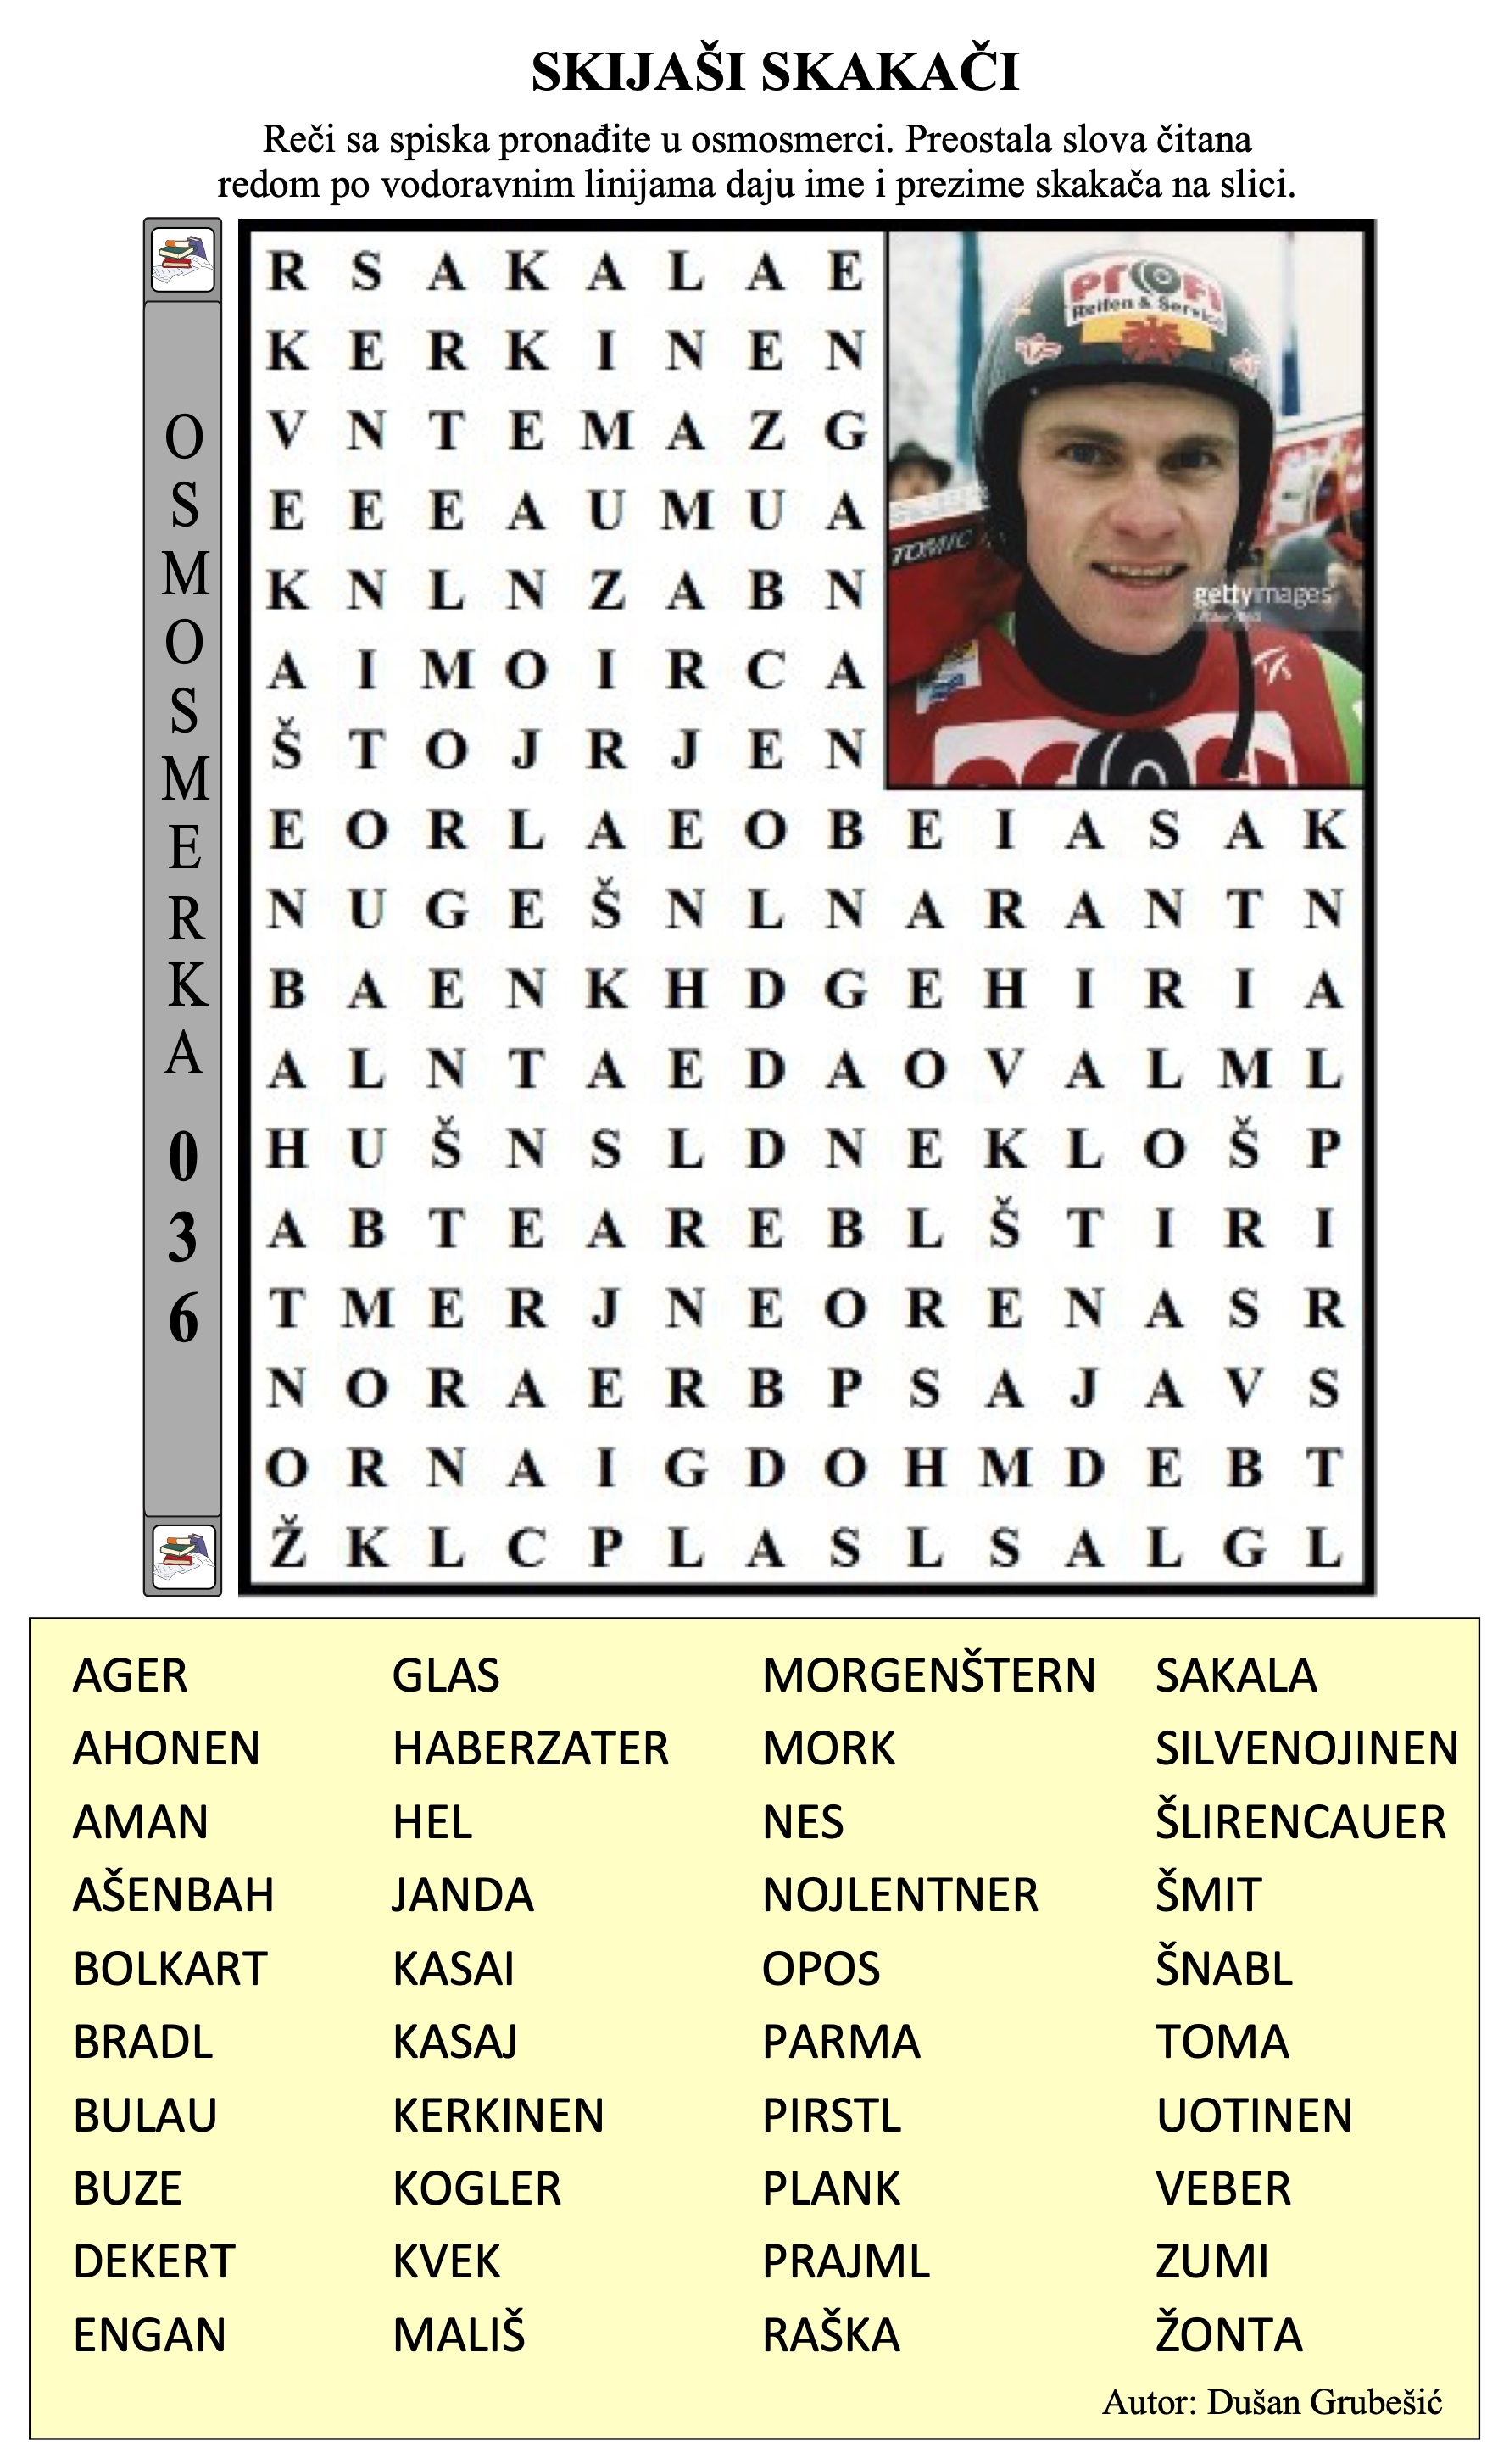 SKIJAŠI SKAKAČI
Reči sa spiska pronađite u osmosmerci. Preostala slova čitana
redom po vodoravnim linijama daju ime i prezime skakača na slici.
OSMOSMERKA 036
R S A K A L A E
K E R K I N E N
V N T E M A Z G
E E E A U M U A
K N L N Z A B N
A I M O I R C A
Š T O J R J E N
E O R L A E O B E I A S A K
N U G E Š N L N A R A N T N
B A E N K H D G E H I R I A
A L N T A E D A O V A L M L
H U Š N S L D N E K L O Š P
A B T E A R E B L Š T I R I
T M E R J N E O R E N A S R
N O R A E R B P S A J A V S
O R N A I G D O H M D E B T
Ž K L C P L A S L S A L G L
PROFI
Reifen & Service
TOMIC
gettyimages
AGER GLAS MORGENŠTERN SAKALA
AHONEN HABERZATER MORK SILVENOJINEN
AMAN HEL NES ŠLIRENCAUER
AŠENBAH JANDA NOJLENTNER ŠMIT
BOLKART KASAI OPOS ŠNABL
BRADL KASAJ PARMA TOMA
BULAU KERKINEN PIRSTL UOTINEN
BUZE KOGLER PLANK VEBER
DEKERT KVEK PRAJML ZUMI
ENGAN MALIŠ RAŠKA ŽONTA
Autor: Dušan Grubešić